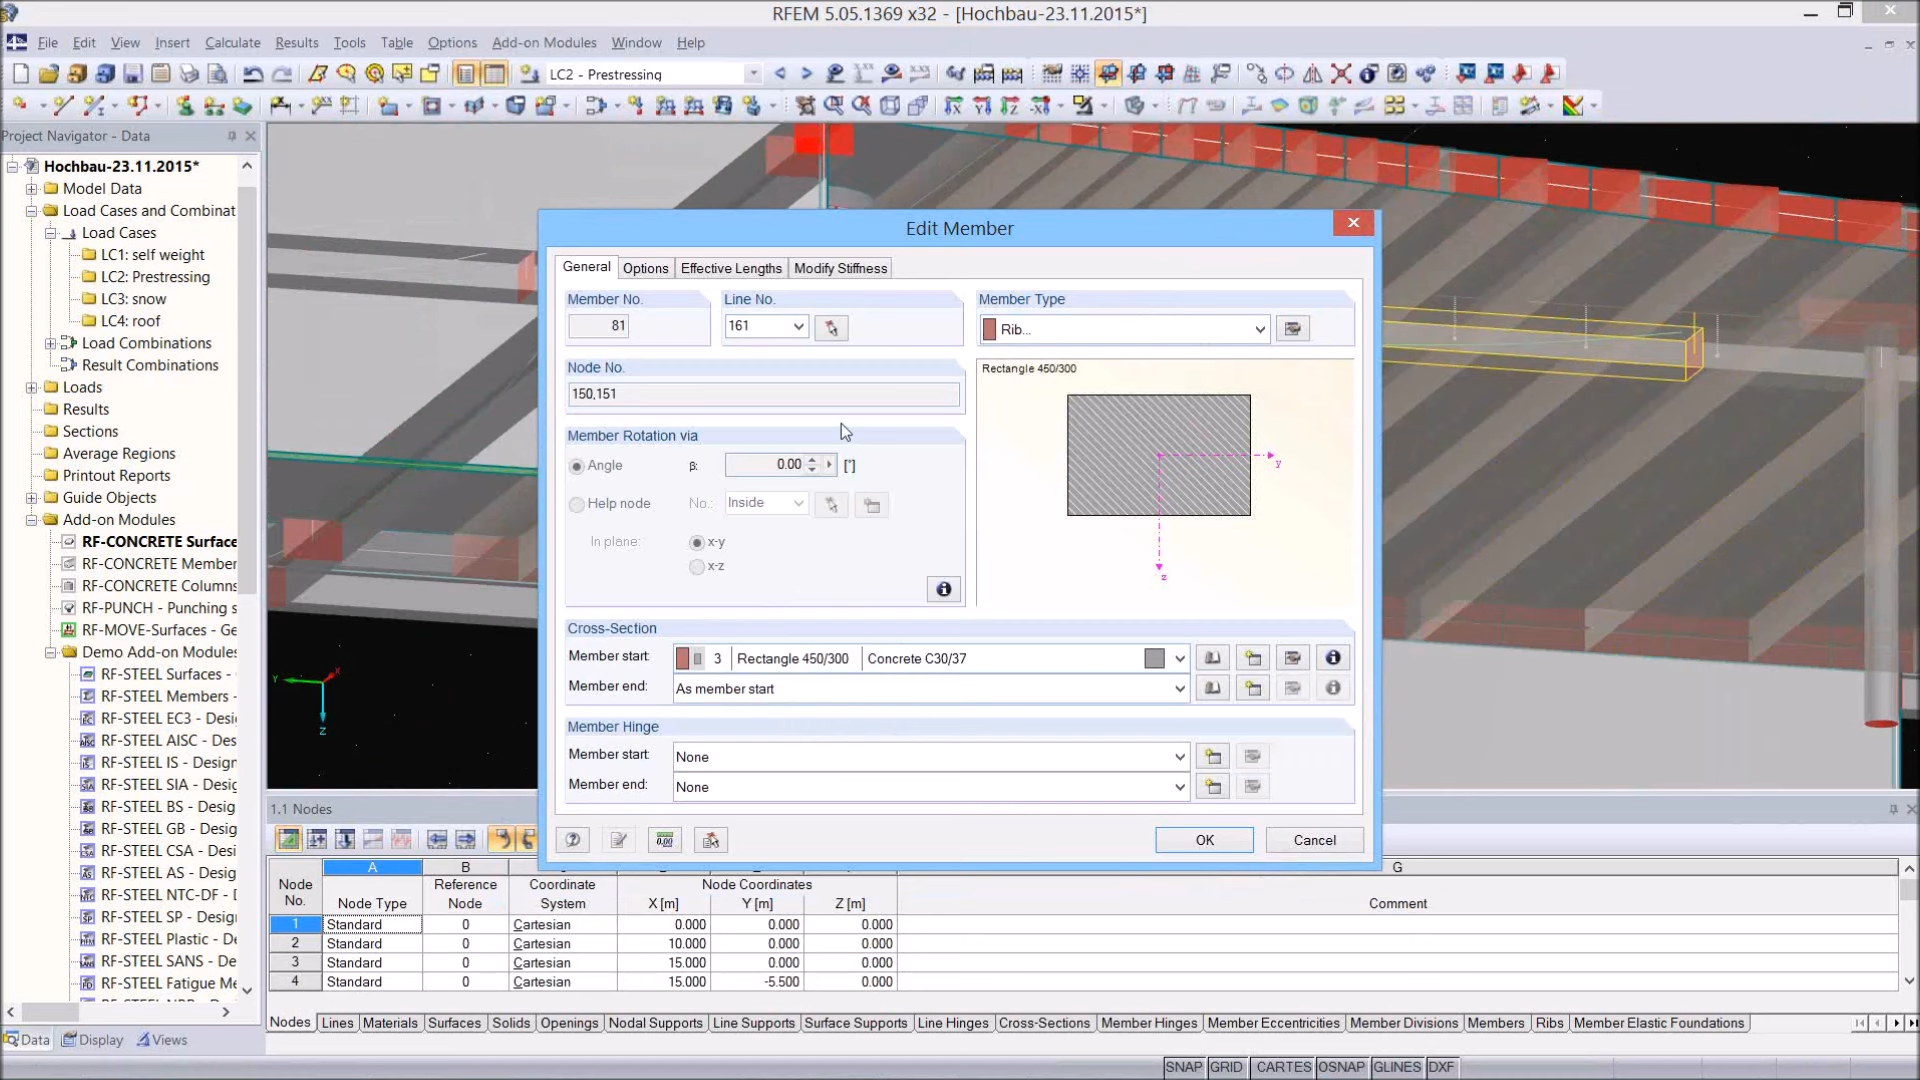 RFEM 5.05.1369 x32 - [Hochbau-23.11.2015*]
File Edit View Insert Calculate Results Tools Table Options Add-on Modules Window Help
LC2 - Prestressing
Project Navigator - Data
Hochbau-23.11.2015*
Model Data
Load Cases and Combinat
Load Cases
LC1: self weight
LC2: Prestressing
LC3: snow
LC4: roof
Load Combinations
Result Combinations
Loads
Results
Sections
Average Regions
Printout Reports
Guide Objects
Add-on Modules
RF-CONCRETE Surface
RF-CONCRETE Member
RF-CONCRETE Columns
RF-PUNCH - Punching s
RF-MOVE-Surfaces - Ge
Demo Add-on Modules
RF-STEEL Surfaces -
RF-STEEL Members -
RF-STEEL EC3 - Desig
RF-STEEL AISC - Des
RF-STEEL IS - Design
RF-STEEL SIA - Desig
RF-STEEL BS - Desig
RF-STEEL GB - Desig
RF-STEEL CSA - Des
RF-STEEL AS - Desig
RF-STEEL NTC-DF - D
RF-STEEL SP - Desig
RF-STEEL Plastic - De
RF-STEEL SANS - De
RF-STEEL Fatigue Me
Data Display Views
Y X Z
Edit Member
General Options Effective Lengths Modify Stiffness
Member No. Line No. Member Type
81 161 Rib...
Node No.
150,151
Rectangle 450/300
y
z
Member Rotation via
Angle β: 0.00 [°]
Help node No.: Inside
In plane: x-y
x-z
Cross-Section
Member start: 3 Rectangle 450/300 Concrete C30/37
Member end: As member start
Member Hinge
Member start: None
Member end: None
OK Cancel
1.1 Nodes
A B G
Node No. Node Type Reference Node Coordinate System Node Coordinates X [m] Y [m] Z [m] Comment
1 Standard 0 Cartesian 0.000 0.000 0.000
2 Standard 0 Cartesian 10.000 0.000 0.000
3 Standard 0 Cartesian 15.000 0.000 0.000
4 Standard 0 Cartesian 15.000 -5.500 0.000
Nodes Lines Materials Surfaces Solids Openings Nodal Supports Line Supports Surface Supports Line Hinges Cross-Sections Member Hinges Member Eccentricities Member Divisions Members Ribs Member Elastic Foundations
SNAP GRID CARTES OSNAP GLINES DXF